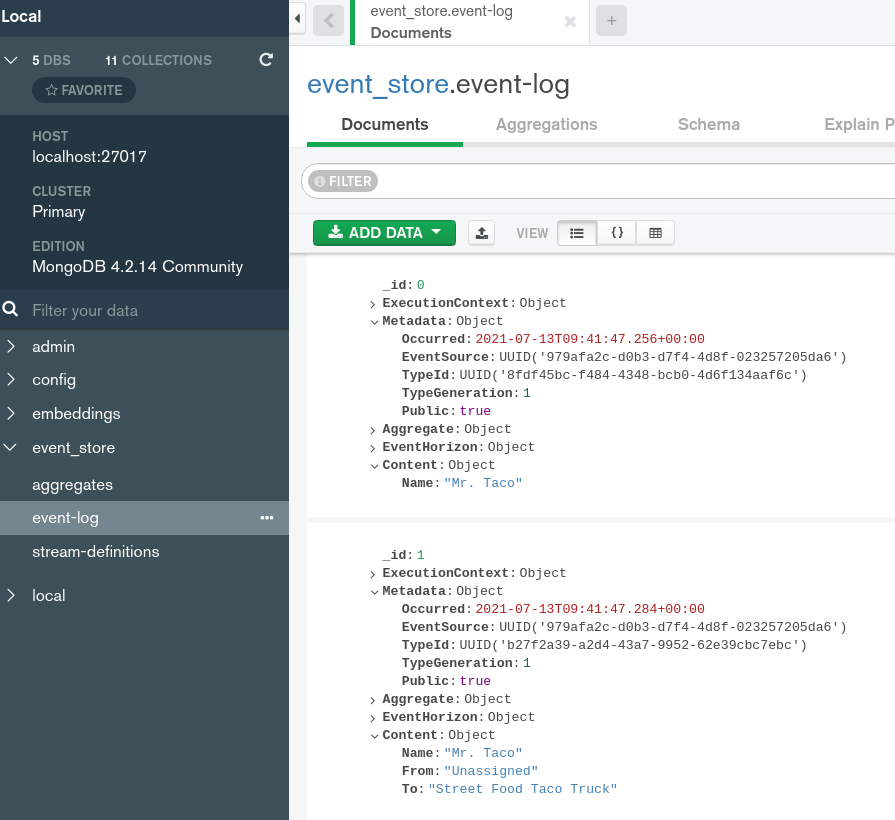 Local
5 DBS 11 COLLECTIONS
FAVORITE
HOST
localhost:27017
CLUSTER
Primary
EDITION
MongoDB 4.2.14 Community
Filter your data
admin
config
embeddings
event_store
aggregates
event-log
stream-definitions
local
event_store.event-log
Documents
event_store.event-log
Documents Aggregations Schema Explain P
FILTER
ADD DATA VIEW {}
_id: 0
ExecutionContext: Object
Metadata: Object
Occurred: 2021-07-13T09:41:47.256+00:00
EventSource: UUID('979afa2c-d0b3-d7f4-4d8f-023257205da6')
TypeId: UUID('8fdf45bc-f484-4348-bcb0-4d6f134aaf6c')
TypeGeneration: 1
Public: true
Aggregate: Object
EventHorizon: Object
Content: Object
Name: "Mr. Taco"
_id: 1
ExecutionContext: Object
Metadata: Object
Occurred: 2021-07-13T09:41:47.284+00:00
EventSource: UUID('979afa2c-d0b3-d7f4-4d8f-023257205da6')
TypeId: UUID('b27f2a39-a2d4-43a7-9952-62e39cbc7ebc')
TypeGeneration: 1
Public: true
Aggregate: Object
EventHorizon: Object
Content: Object
Name: "Mr. Taco"
From: "Unassigned"
To: "Street Food Taco Truck"